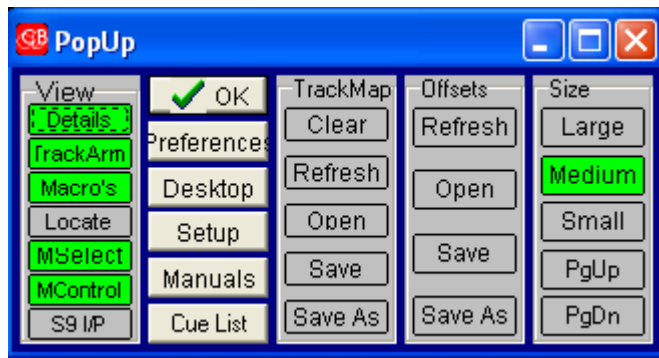 CB PopUp
View
Details
TrackArm
Macro's
Locate
MSelect
MControl
S9 I/P
OK
Preferences
Desktop
Setup
Manuals
Cue List
TrackMap
Clear
Refresh
Open
Save
Save As
Offsets
Refresh
Open
Save
Save As
Size
Large
Medium
Small
PgUp
PgDn